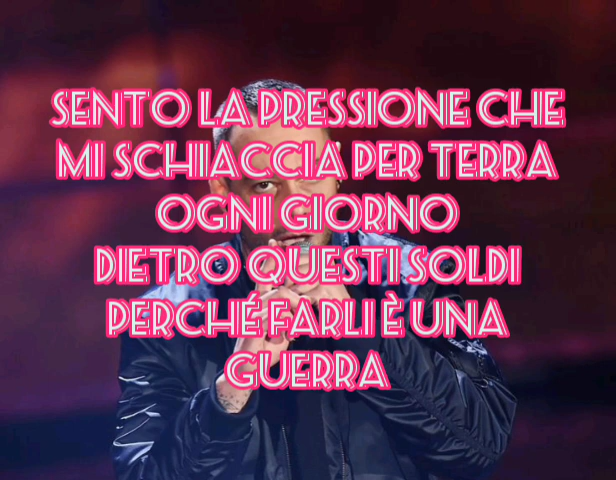 SENTO LA PRESSIONE CHE
MI SCHIACCIA PER TERRA
OGNI GIORNO
DIETRO QUESTI SOLDI
PERCHÉ FARLI È UNA
GUERRA